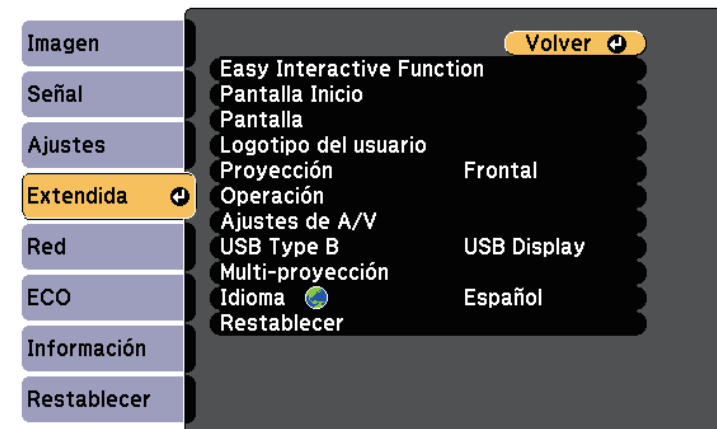 Imagen
Señal
Ajustes
Extendida
Red
ECO
Información
Restablecer
Volver
Easy Interactive Function
Pantalla Inicio
Pantalla
Logotipo del usuario
Proyección Frontal
Operación
Ajustes de A/V
USB Type B USB Display
Multi-proyección
Idioma Español
Restablecer